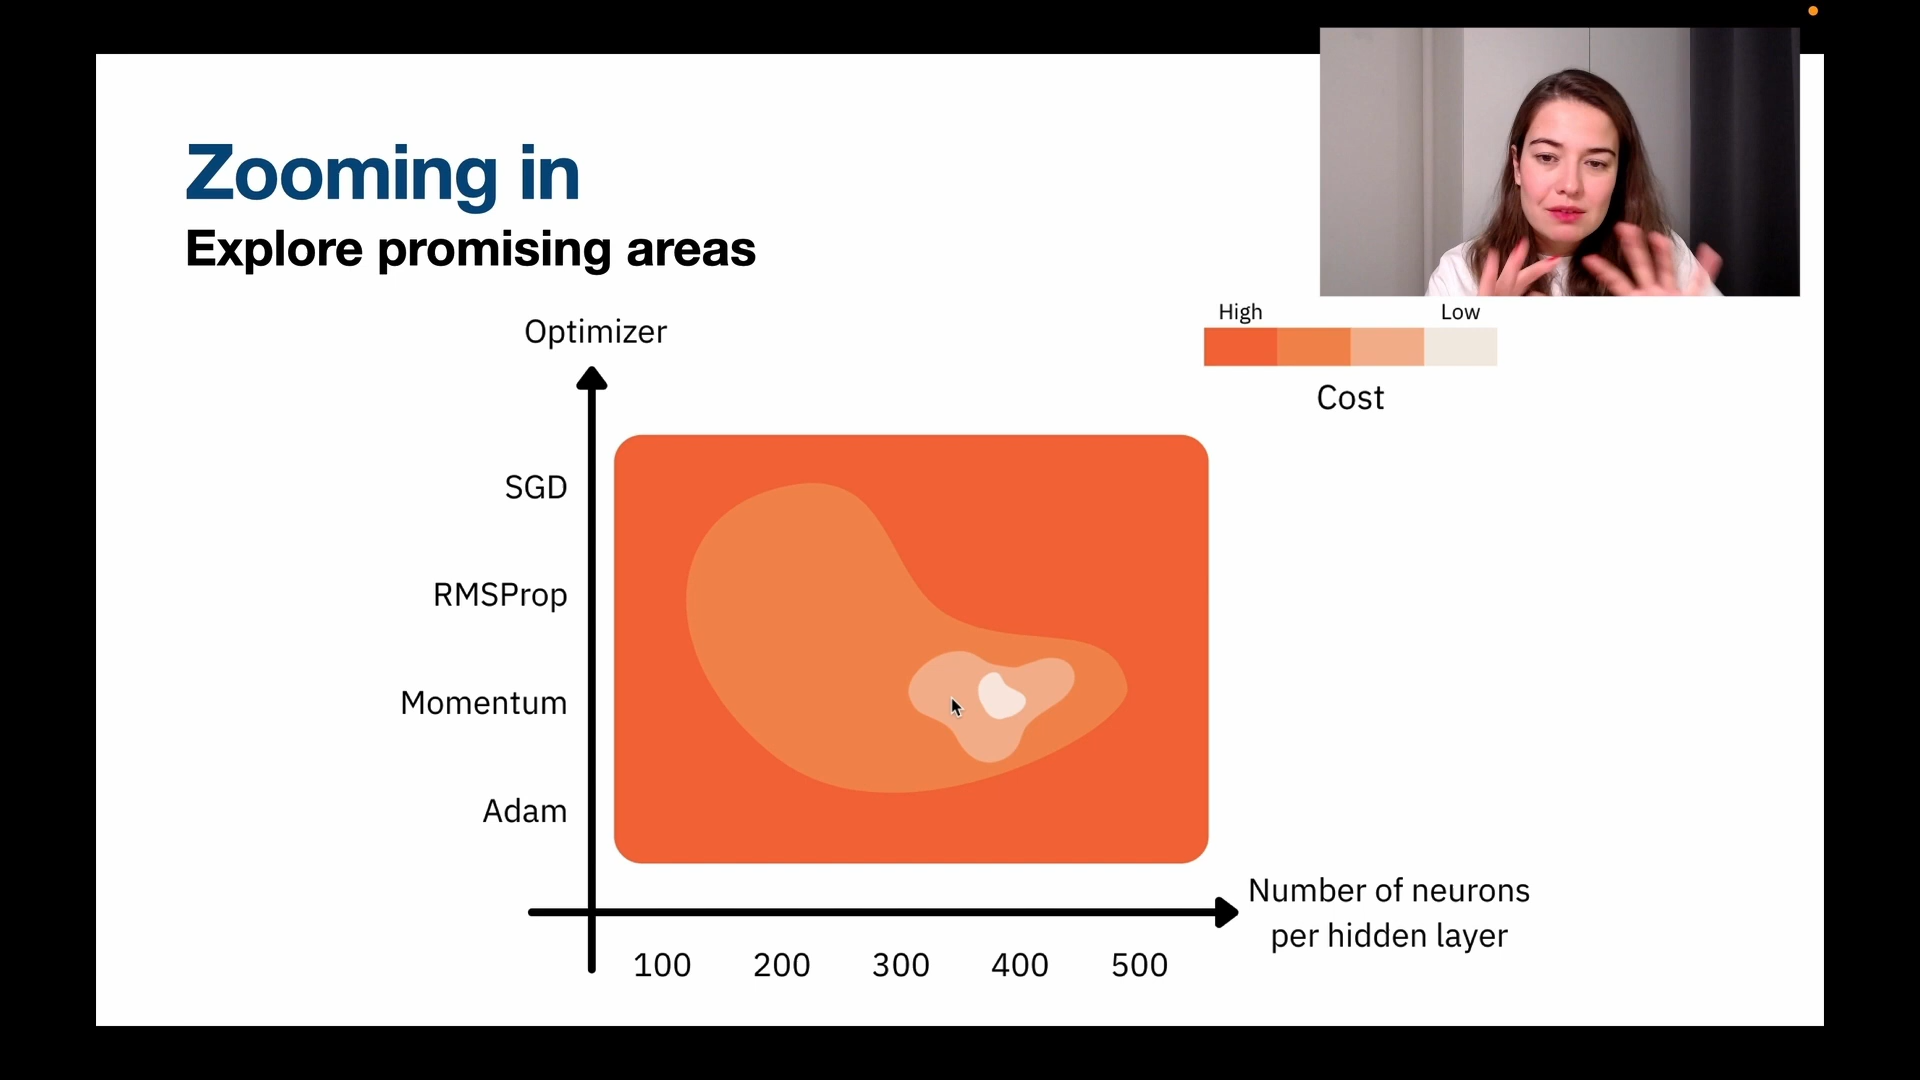 Zooming in
Explore promising areas
High Low
Cost
Optimizer
SGD
RMSProp
Momentum
Adam
Number of neurons
per hidden layer
100 200 300 400 500